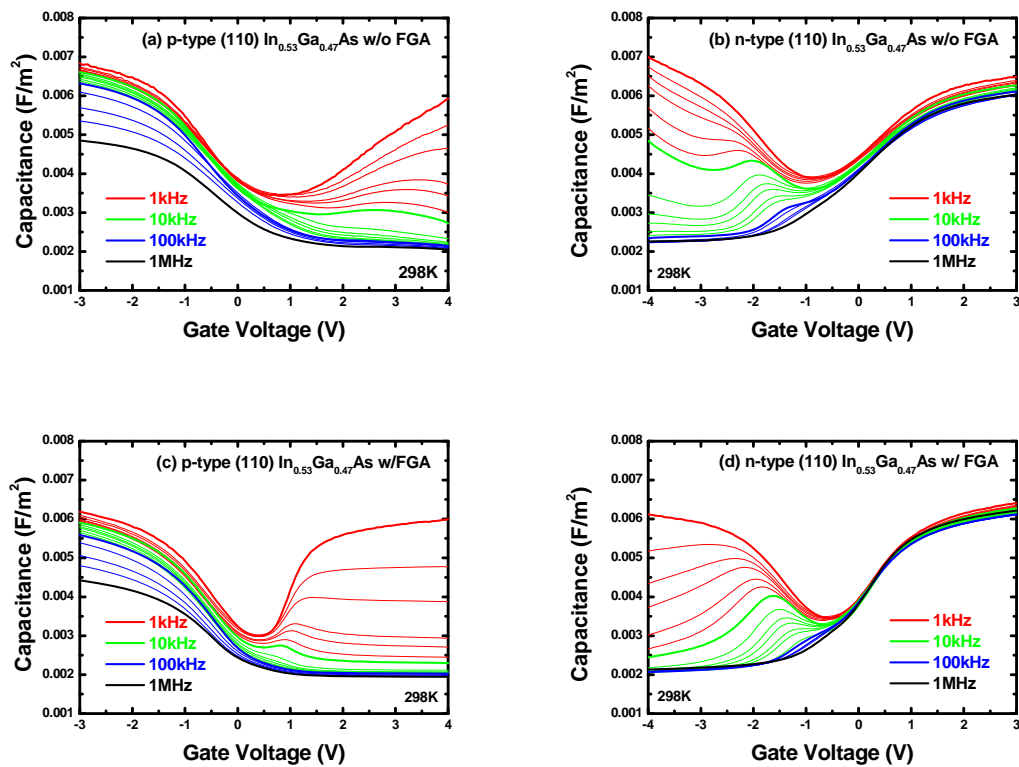 (a) p-type (110) In0.53Ga0.47As w/o FGA
Capacitance (F/m²)
0.008
0.007
0.006
0.005
0.004
0.003
0.002
0.001
1kHz
10kHz
100kHz
1MHz
298K
-3 -2 -1 0 1 2 3 4
Gate Voltage (V)
(b) n-type (110) In0.53Ga0.47As w/o FGA
Capacitance (F/m²)
0.008
0.007
0.006
0.005
0.004
0.003
0.002
0.001
1kHz
10kHz
100kHz
1MHz
298K
-4 -3 -2 -1 0 1 2 3
Gate Voltage (V)
(c) p-type (110) In0.53Ga0.47As w/FGA
Capacitance (F/m²)
0.008
0.007
0.006
0.005
0.004
0.003
0.002
0.001
1kHz
10kHz
100kHz
1MHz
298K
-3 -2 -1 0 1 2 3 4
Gate Voltage (V)
(d) n-type (110) In0.53Ga0.47As w/ FGA
Capacitance (F/m²)
0.008
0.007
0.006
0.005
0.004
0.003
0.002
0.001
1kHz
10kHz
100kHz
1MHz
298K
-4 -3 -2 -1 0 1 2 3
Gate Voltage (V)